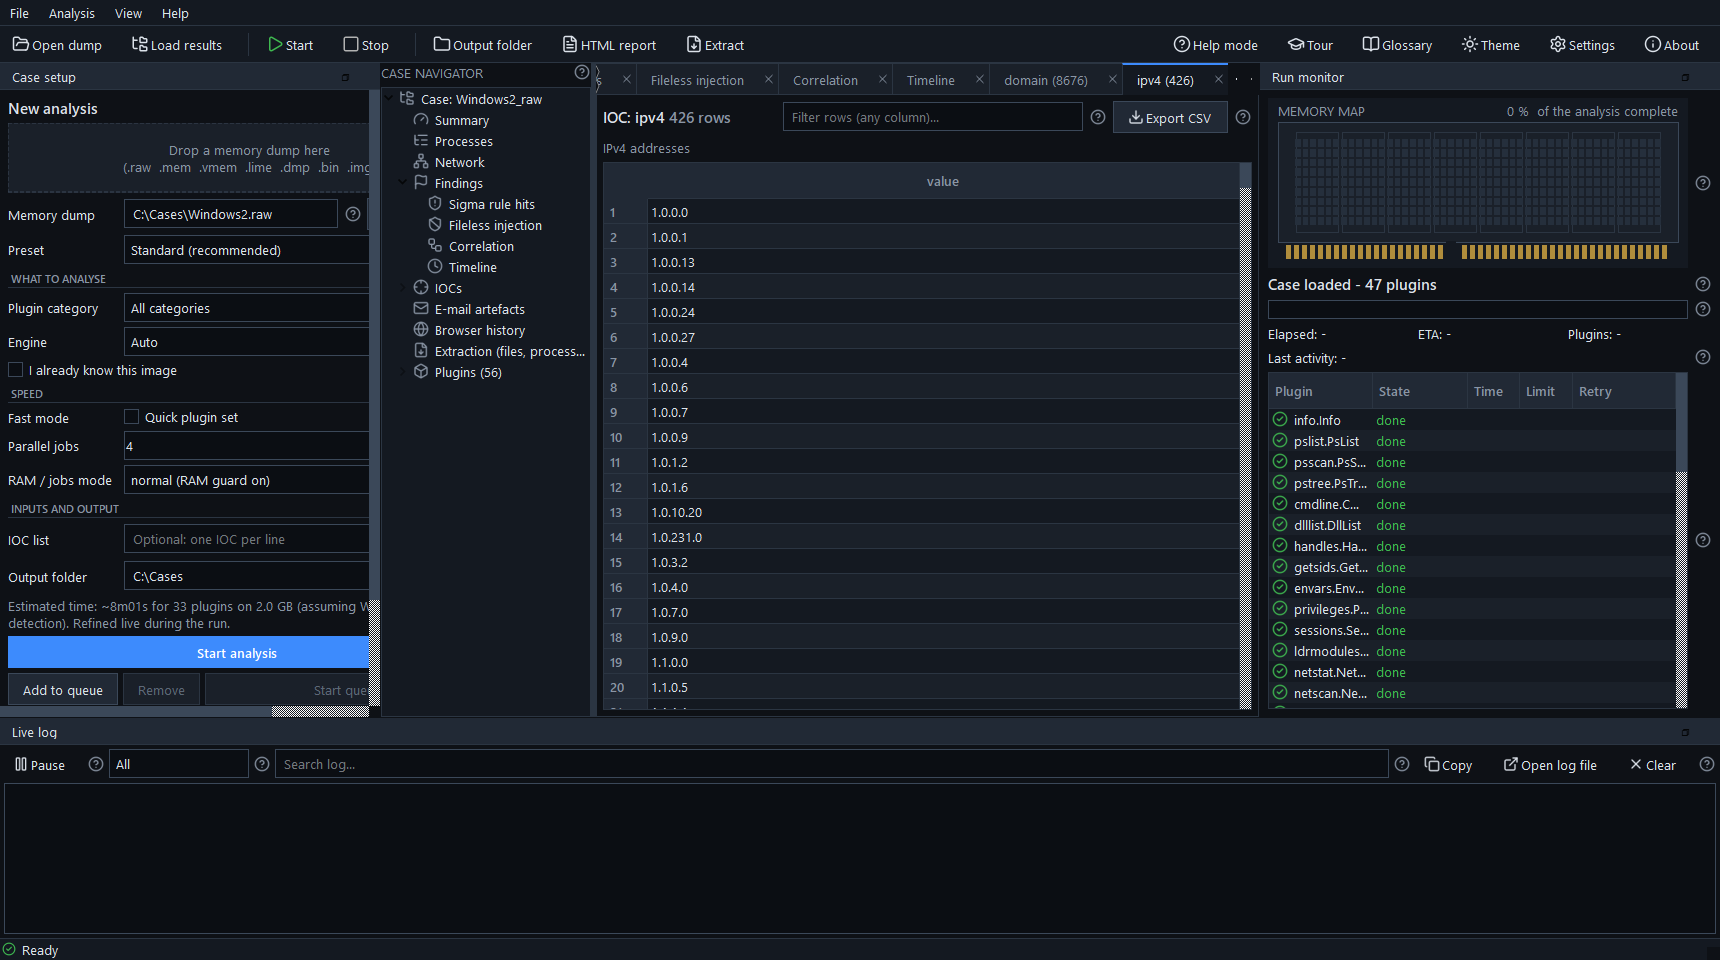 File Analysis View Help
Open dump Load results Start Stop Output folder HTML report Extract Help mode Tour Glossary Theme Settings About
Case setup
New analysis
Drop a memory dump here
(.raw .mem .vmem .lime .dmp .bin .img
Memory dump C:\Cases\Windows2.raw
Preset Standard (recommended)
WHAT TO ANALYSE
Plugin category All categories
Engine Auto
I already know this image
SPEED
Fast mode Quick plugin set
Parallel jobs 4
RAM / jobs mode normal (RAM guard on)
INPUTS AND OUTPUT
IOC list Optional: one IOC per line
Output folder C:\Cases
Estimated time: ~8m01s for 33 plugins on 2.0 GB (assuming
detection). Refined live during the run.
Start analysis
Add to queue Remove Start que
CASE NAVIGATOR
Case: Windows2_raw
Summary
Processes
Network
Findings
Sigma rule hits
Fileless injection
Correlation
Timeline
IOCs
E-mail artefacts
Browser history
Extraction (files, process...
Plugins (56)
s Fileless injection Correlation Timeline domain (8676) ipv4 (426)
IOC: ipv4 426 rows Filter rows (any column)... Export CSV
IPv4 addresses
value
1 1.0.0.0
2 1.0.0.1
3 1.0.0.13
4 1.0.0.14
5 1.0.0.24
6 1.0.0.27
7 1.0.0.4
8 1.0.0.6
9 1.0.0.7
10 1.0.0.9
11 1.0.1.2
12 1.0.1.6
13 1.0.10.20
14 1.0.231.0
15 1.0.3.2
16 1.0.4.0
17 1.0.7.0
18 1.0.9.0
19 1.1.0.0
20 1.1.0.5
Run monitor
MEMORY MAP 0 % of the analysis complete
Case loaded - 47 plugins
Elapsed: - ETA: - Plugins: -
Last activity: -
Plugin State Time Limit Retry
info.Info done
pslist.PsList done
psscan.PsS... done
pstree.PsTr... done
cmdline.C... done
dlllist.DllList done
handles.Ha... done
getsids.Get... done
envars.Env... done
privileges.P... done
sessions.Se... done
ldrmodules... done
netstat.Net... done
netscan.Ne... done
Live log
Pause All Search log... Copy Open log file Clear
Ready